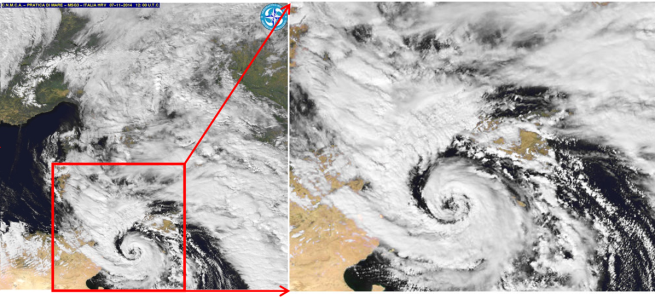 C.N.M.C.A. - PRATICA DI MARE - MSG3 - ITALIA HRV 07-11-2014 12:00 U.T.C